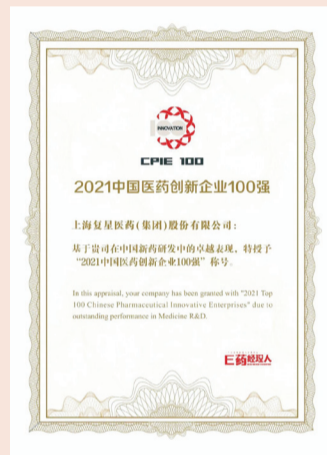 INNOVATION
CPIE 100
2021中国医药创新企业100强
上海复星医药(集团)股份有限公司：
基于贵司在中国新药研发中的卓越表现，特授予
“2021中国医药创新企业100强”称号。
In this appraisal, your company has been granted with "2021 Top
100 Chinese Pharmaceutical Innovative Enterprises" due to
outstanding performance in Medicine R&D.
E药经理人